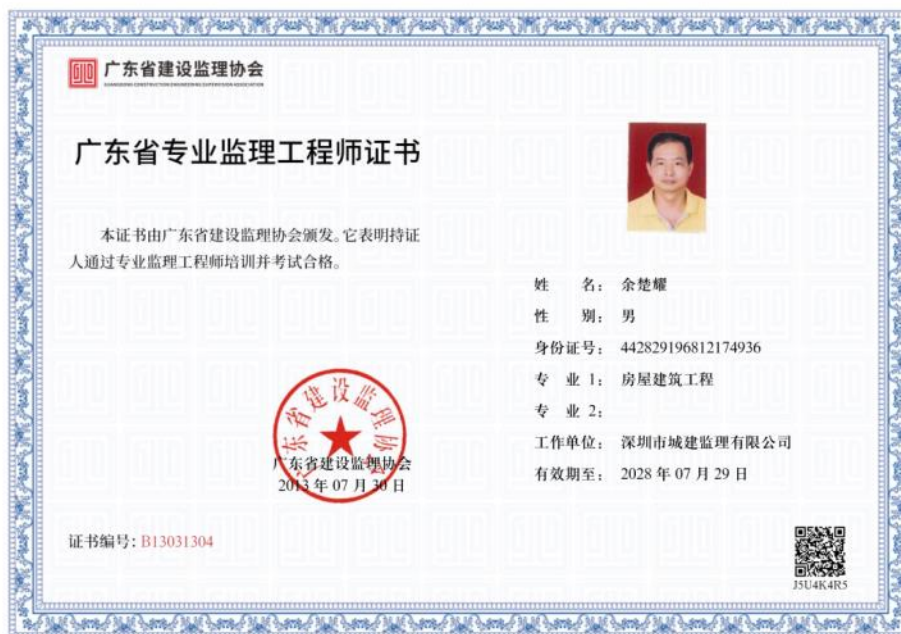 广东省建设监理协会
GUANGDONG CONSTRUCTION ENGINEERING SUPERVISION ASSOCIATION
广东省专业监理工程师证书
本证书由广东省建设监理协会颁发。它表明持证
人通过专业监理工程师培训并考试合格。
姓 名： 余楚耀
性 别： 男
身份证号： 442829196812174936
专 业 1： 房屋建筑工程
专 业 2：
工作单位： 深圳市城建监理有限公司
有效期至： 2028 年 07 月 29 日
广东省建设监理协会
广东省建设监理协会
2013 年 07 月 30 日
证书编号：B13031304
J5U4K4R5